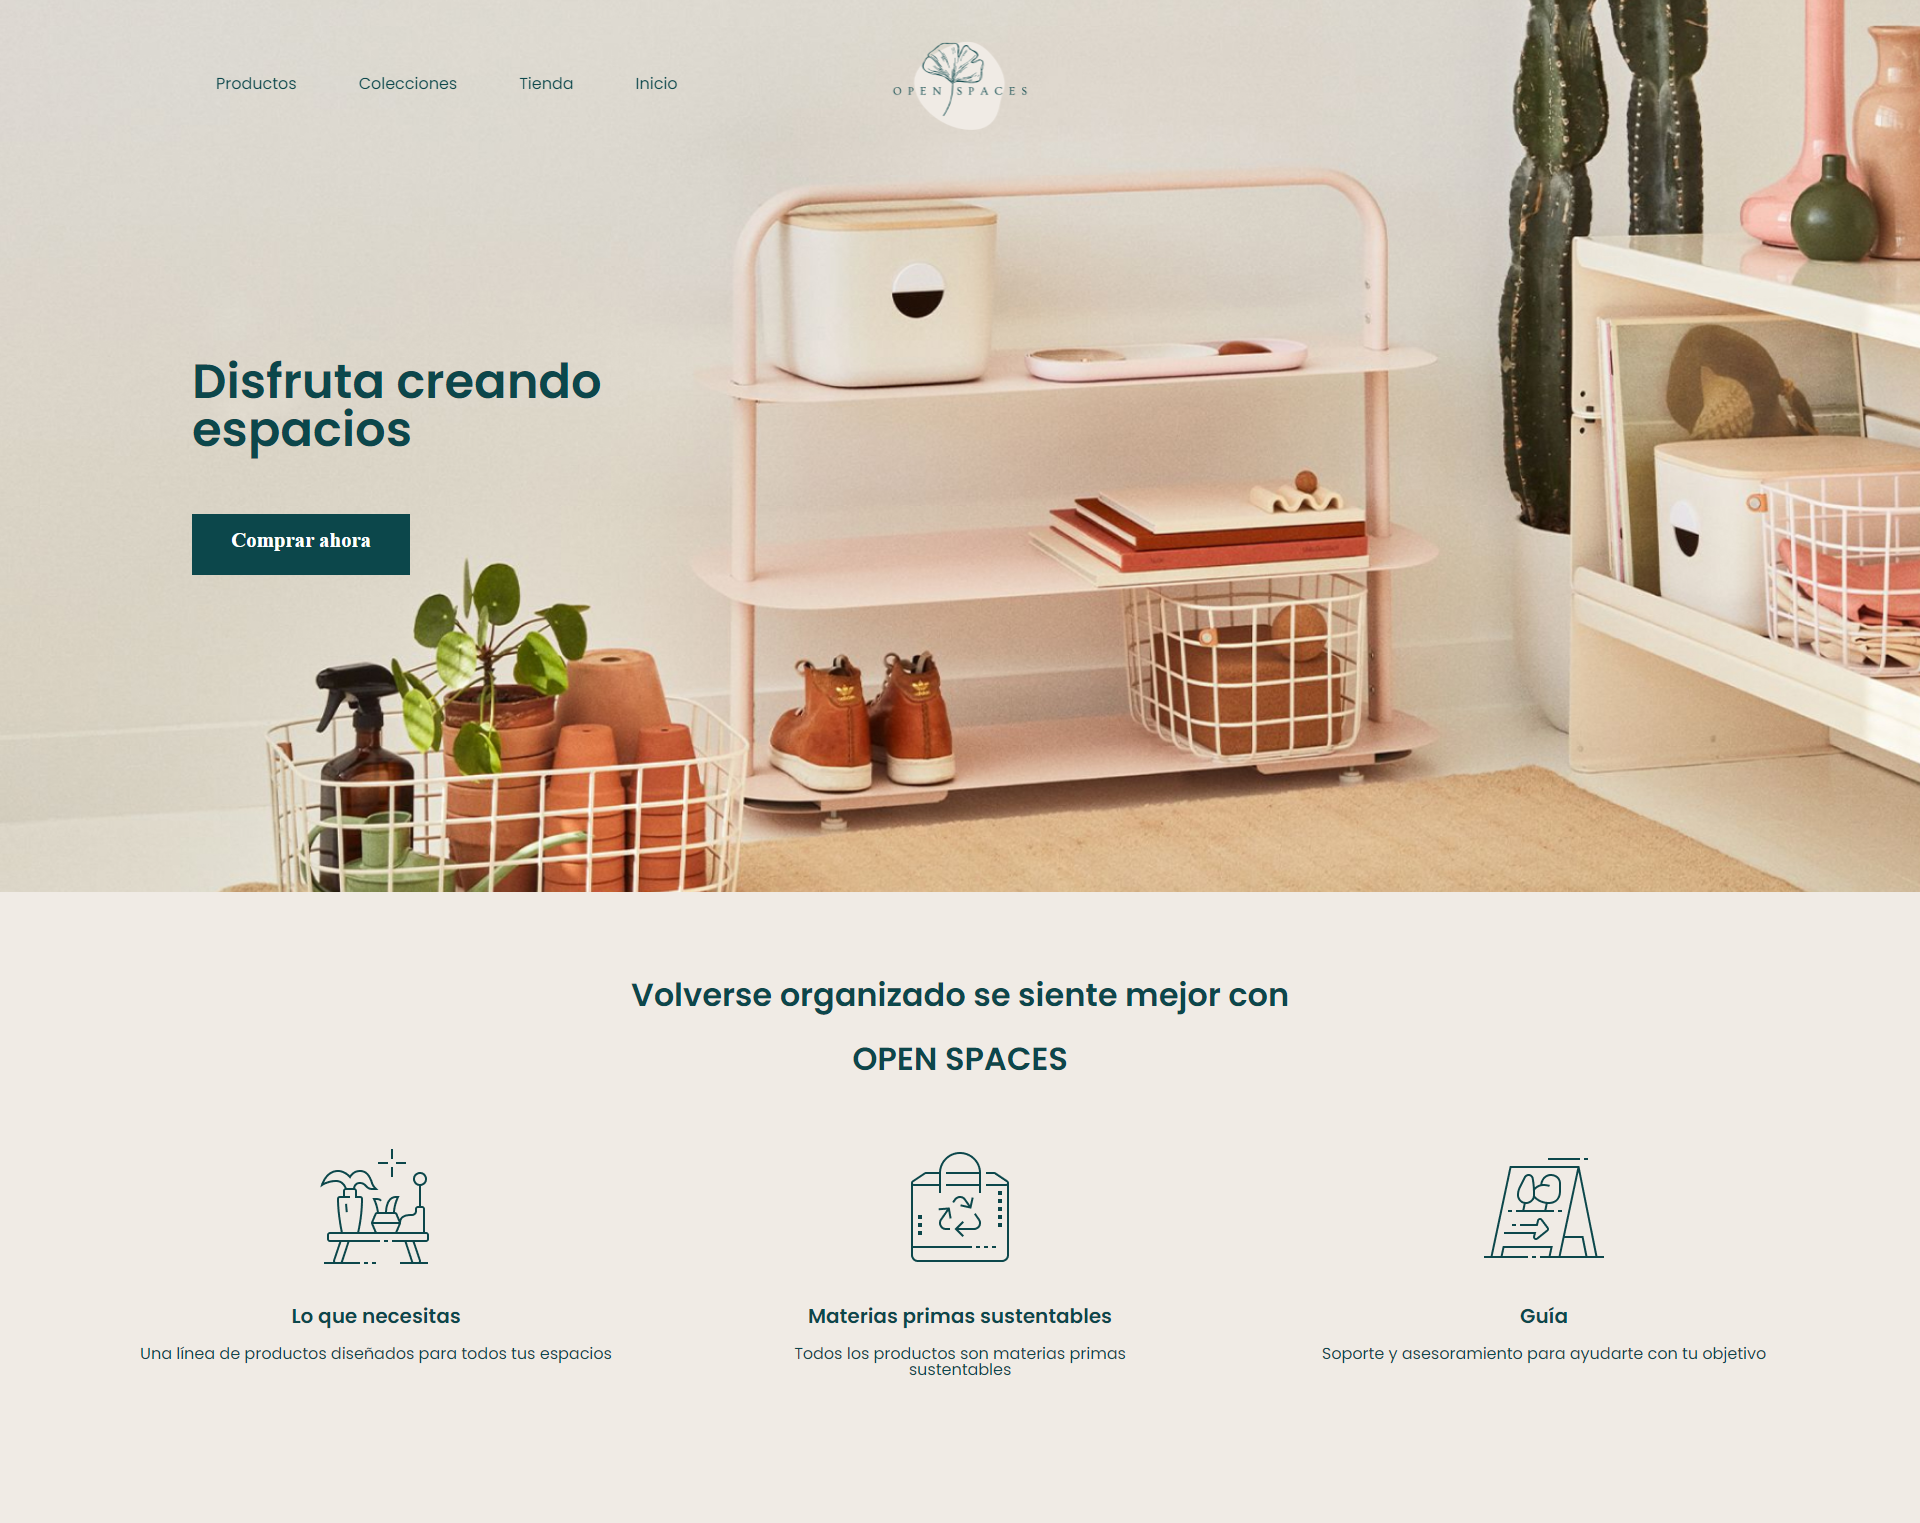 Productos Colecciones Tienda Inicio
OPEN SPACES
Disfruta creando
espacios
Comprar ahora
Volverse organizado se siente mejor con
OPEN SPACES
Lo que necesitas
Una línea de productos diseñados para todos tus espacios
Materias primas sustentables
Todos los productos son materias primas
sustentables
Guía
Soporte y asesoramiento para ayudarte con tu objetivo